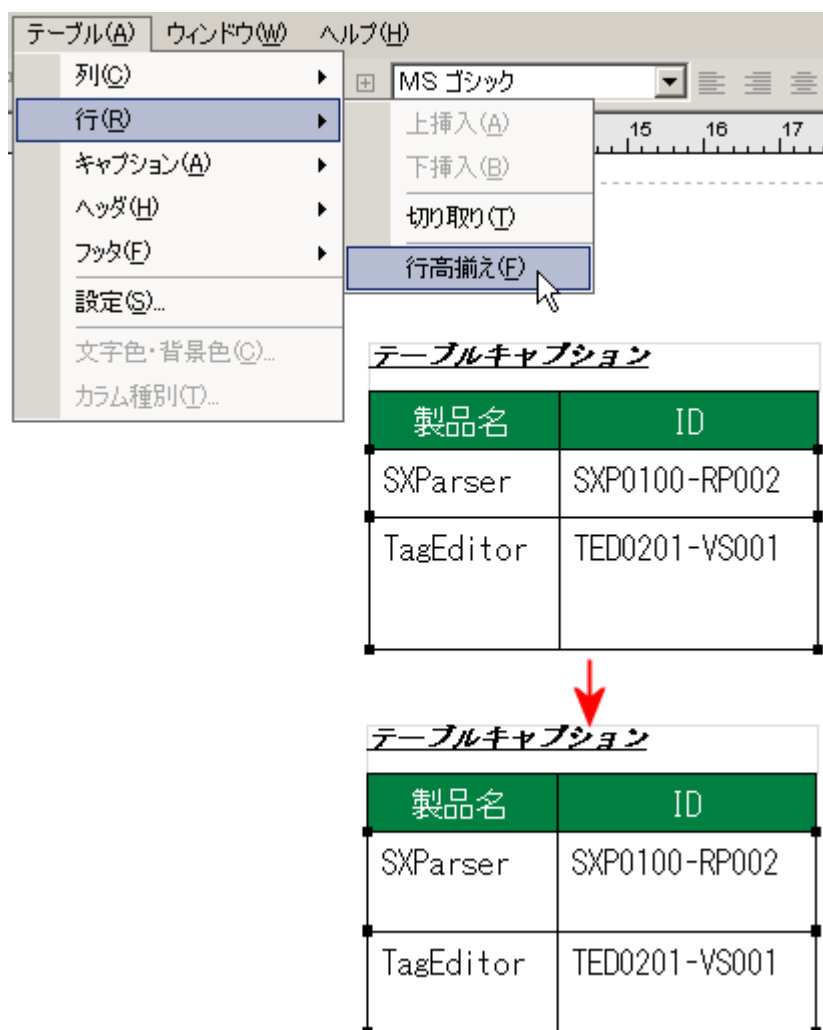 テーブル(A) ウィンドウ(W) ヘルプ(H)
列(C)
MS ゴシック
行(R)
上挿入(A)
15 16 17
キャプション(A)
下挿入(B)
ヘッダ(H)
切り取り(T)
フッタ(F)
行高揃え(F)
設定(S)...
文字色・背景色(C)...
カラム種別(T)...
テーブルキャプション
製品名 ID
SXParser SXP0100-RP002
TagEditor TED0201-VS001
テーブルキャプション
製品名 ID
SXParser SXP0100-RP002
TagEditor TED0201-VS001